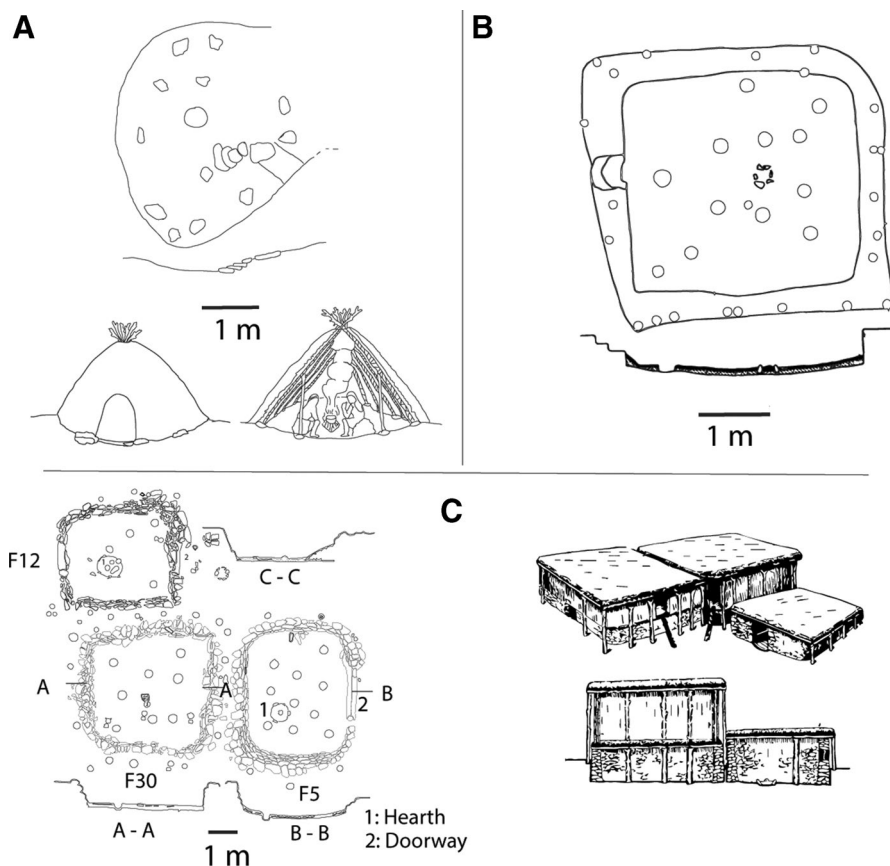 A
B
1 m
1 m
C
F12
C - C
A
A
1
2
B
F30
F5
A - A
B - B
1 m
1: Hearth
2: Doorway